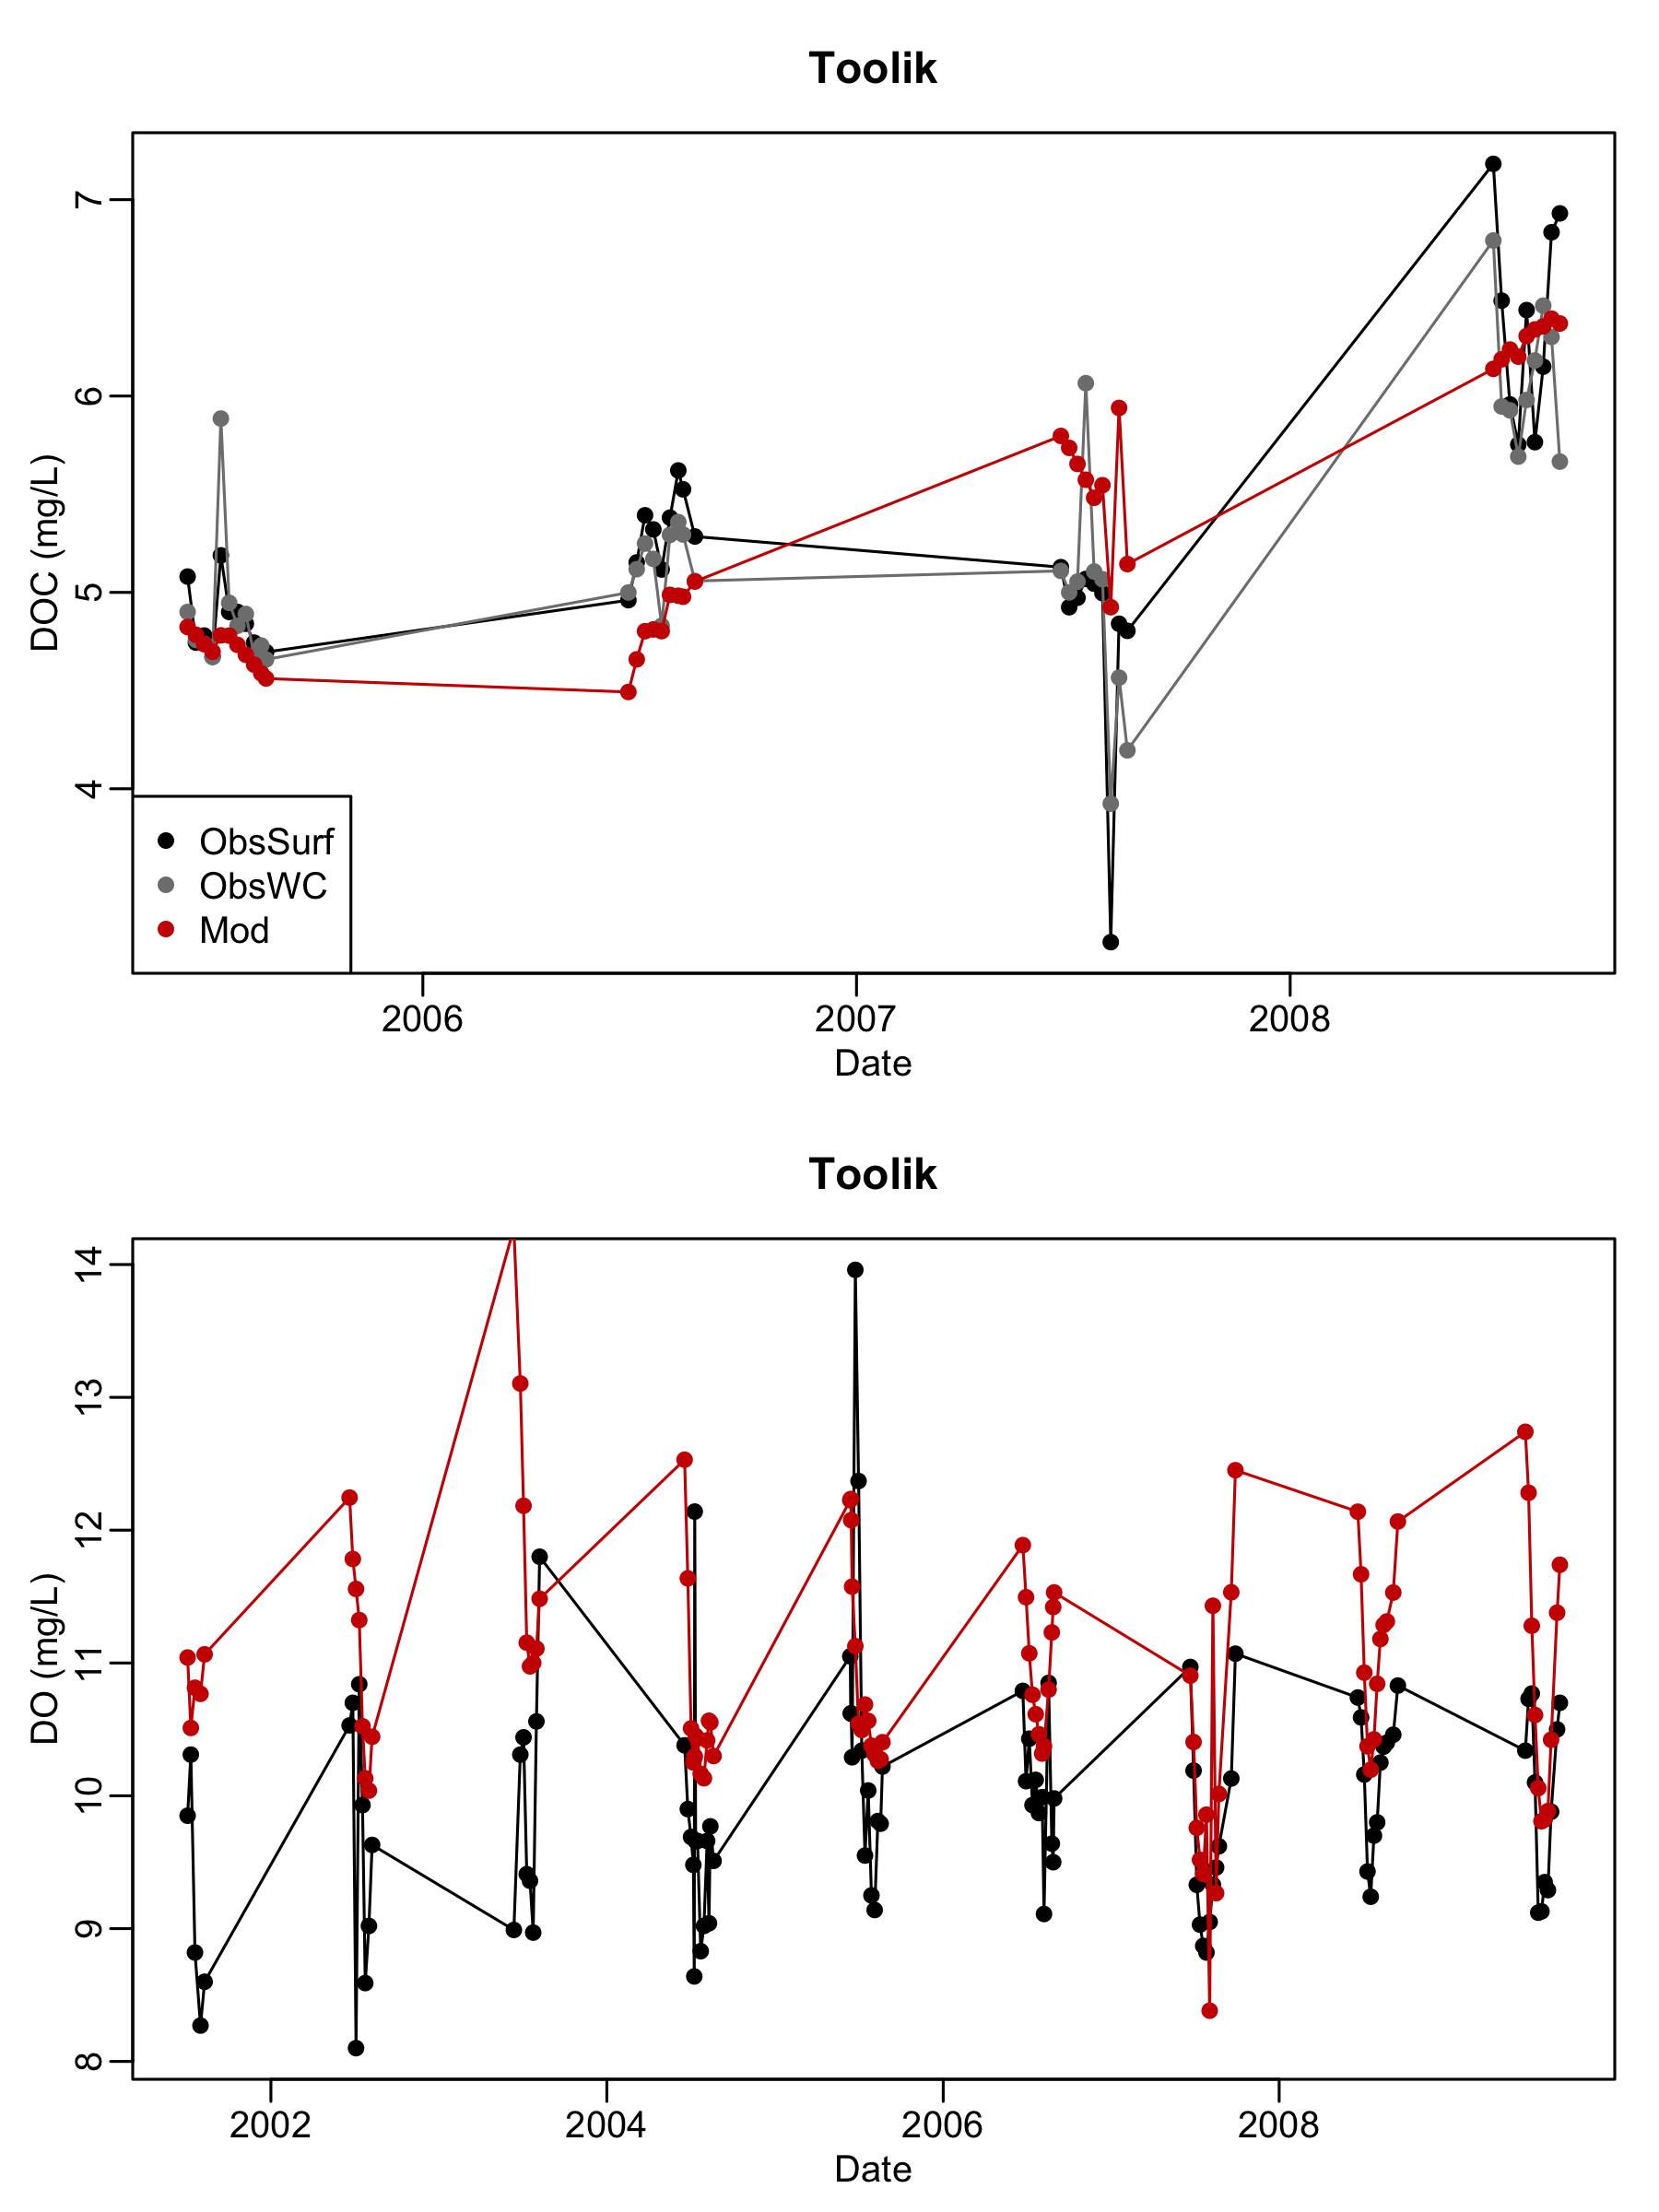 Toolik
DOC (mg/L)
7
6
5
4
ObsSurf
ObsWC
Mod
2006 2007 2008
Date
Toolik
DO (mg/L)
14
13
12
11
10
9
8
2002 2004 2006 2008
Date